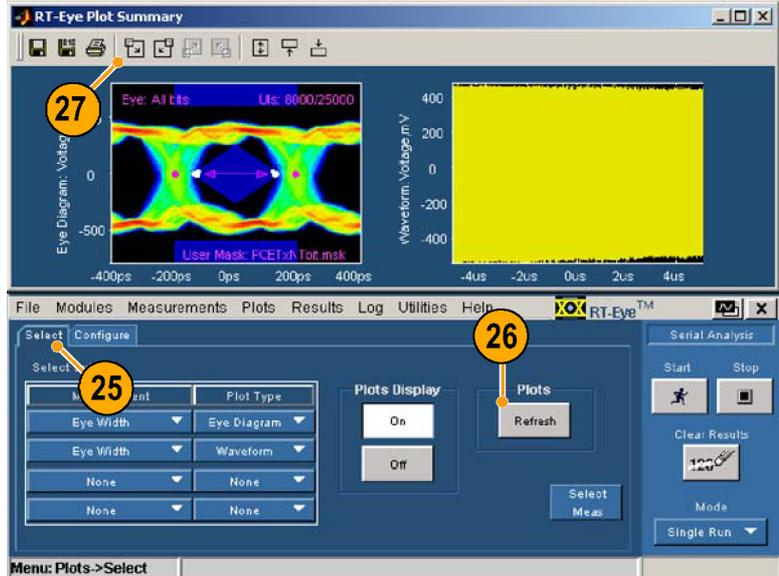 RT-Eye Plot Summary
27
Eye: All bits UIs: 8000/25000
Eye Diagram: Voltage
0
-500
User Mask: PCETxNTbit.msk
-400ps -200ps 0ps 200ps 400ps
Waveform: Voltage mV
400
200
0
-200
-400
-4us -2us 0us 2us 4us
File Modules Measurements Plots Results Log Utilities Help RT-Eye™
Select Configure
26
Serial Analysis
Select
25
Plot Type
Eye Width Eye Diagram
Eye Width Waveform
None None
None None
Plots Display
On
Off
Plots
Refresh
Select
Meas
Start Stop
Clear Results
Mode
Single Run
Menu: Plots->Select